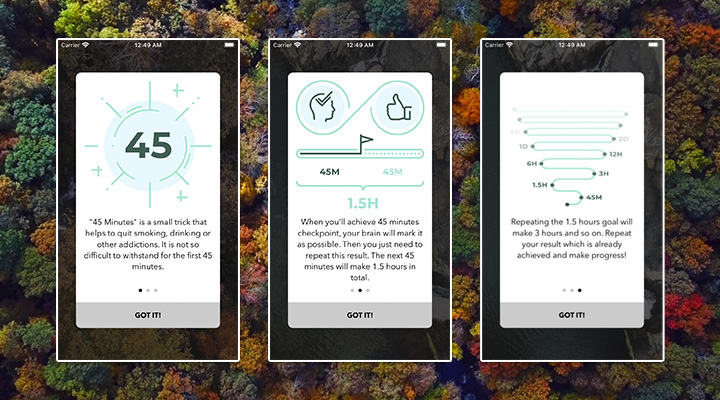 Carrier 12:49 AM
45
"45 Minutes" is a small trick that
helps to quit smoking, drinking or
other addictions. It is not so
difficult to withstand for the first 45
minutes.
GOT IT!
Carrier 12:49 AM
45M 45M
1.5H
When you'll achieve 45 minutes
checkpoint, your brain will mark it
as possible. Then you just need to
repeat this result. The next 45
minutes will make 1.5 hours in
total.
GOT IT!
Carrier 12:49 AM
4D
2D
1D
12H
6H
3H
1.5H
45M
Repeating the 1.5 hours goal will
make 3 hours and so on. Repeat
your result which is already
achieved and make progress!
GOT IT!